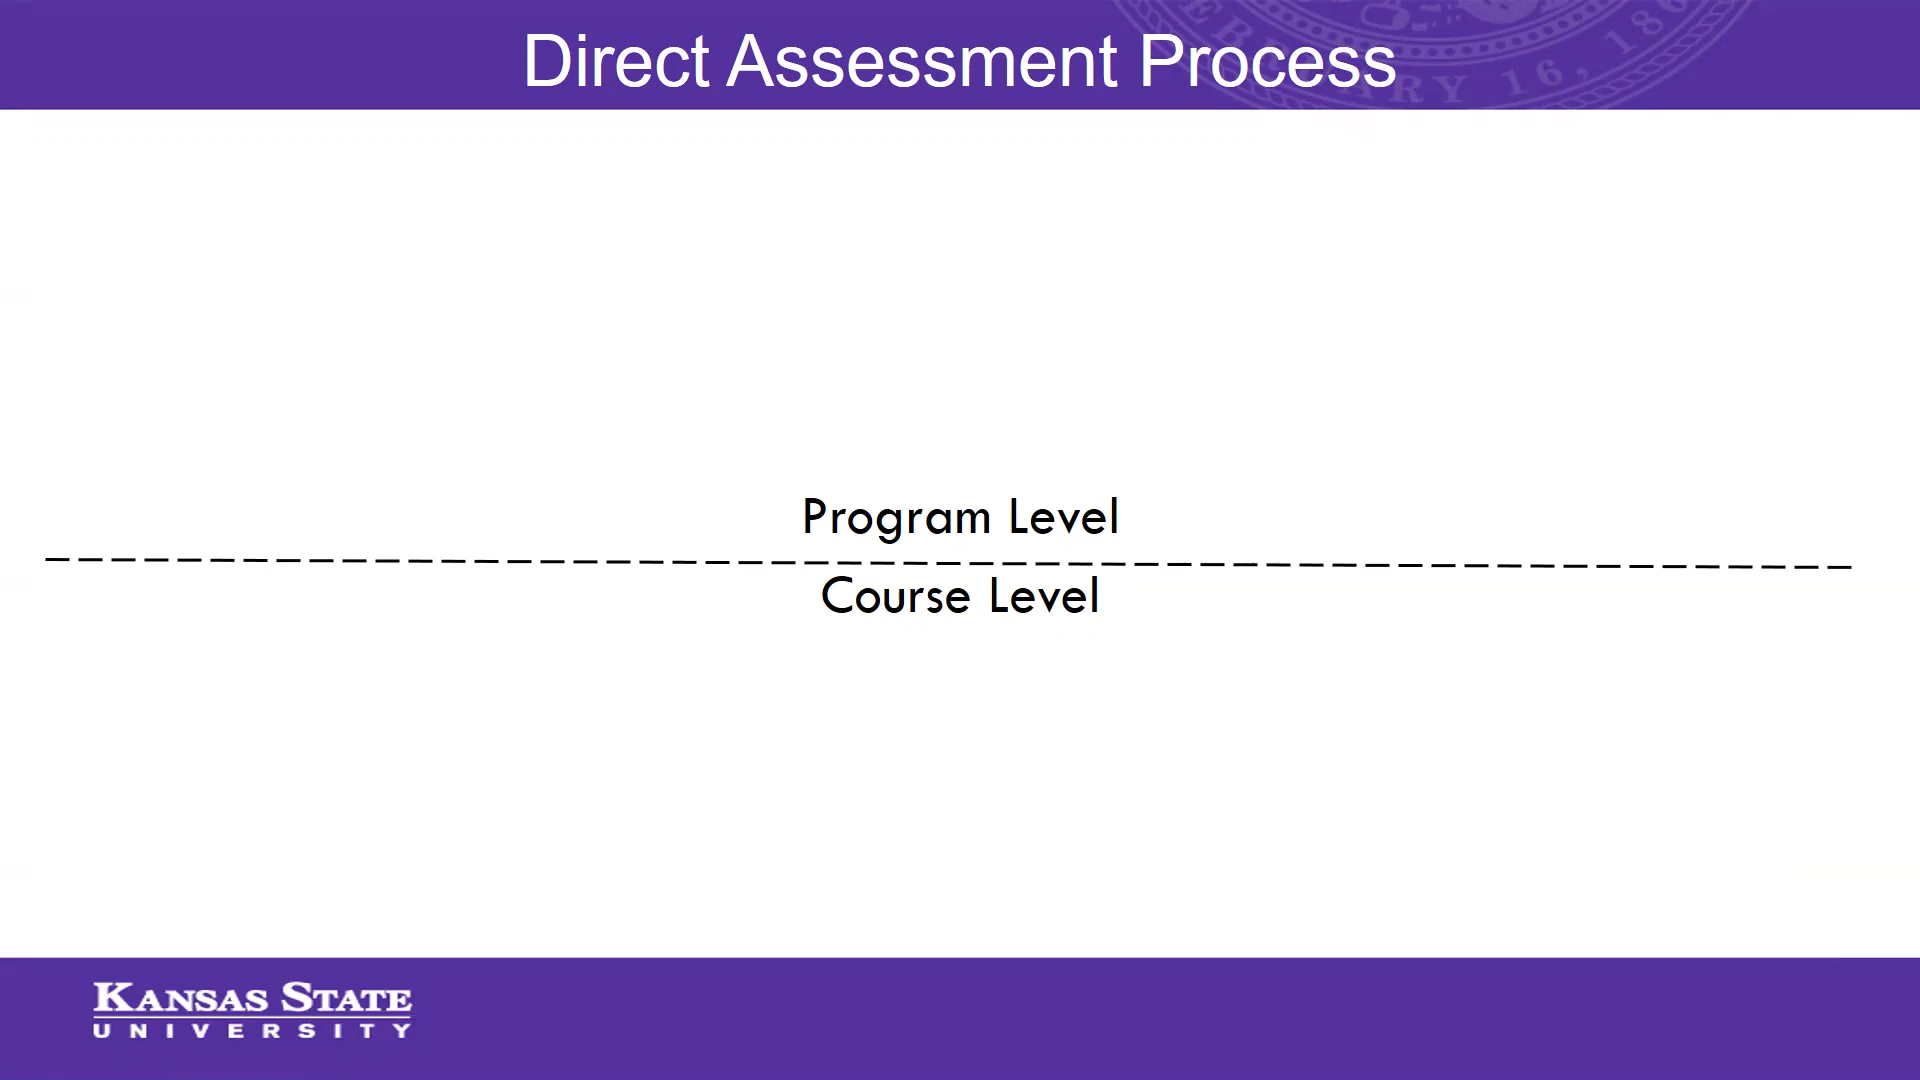 Direct Assessment Process
Program Level
Course Level
KANSAS STATE
UNIVERSITY